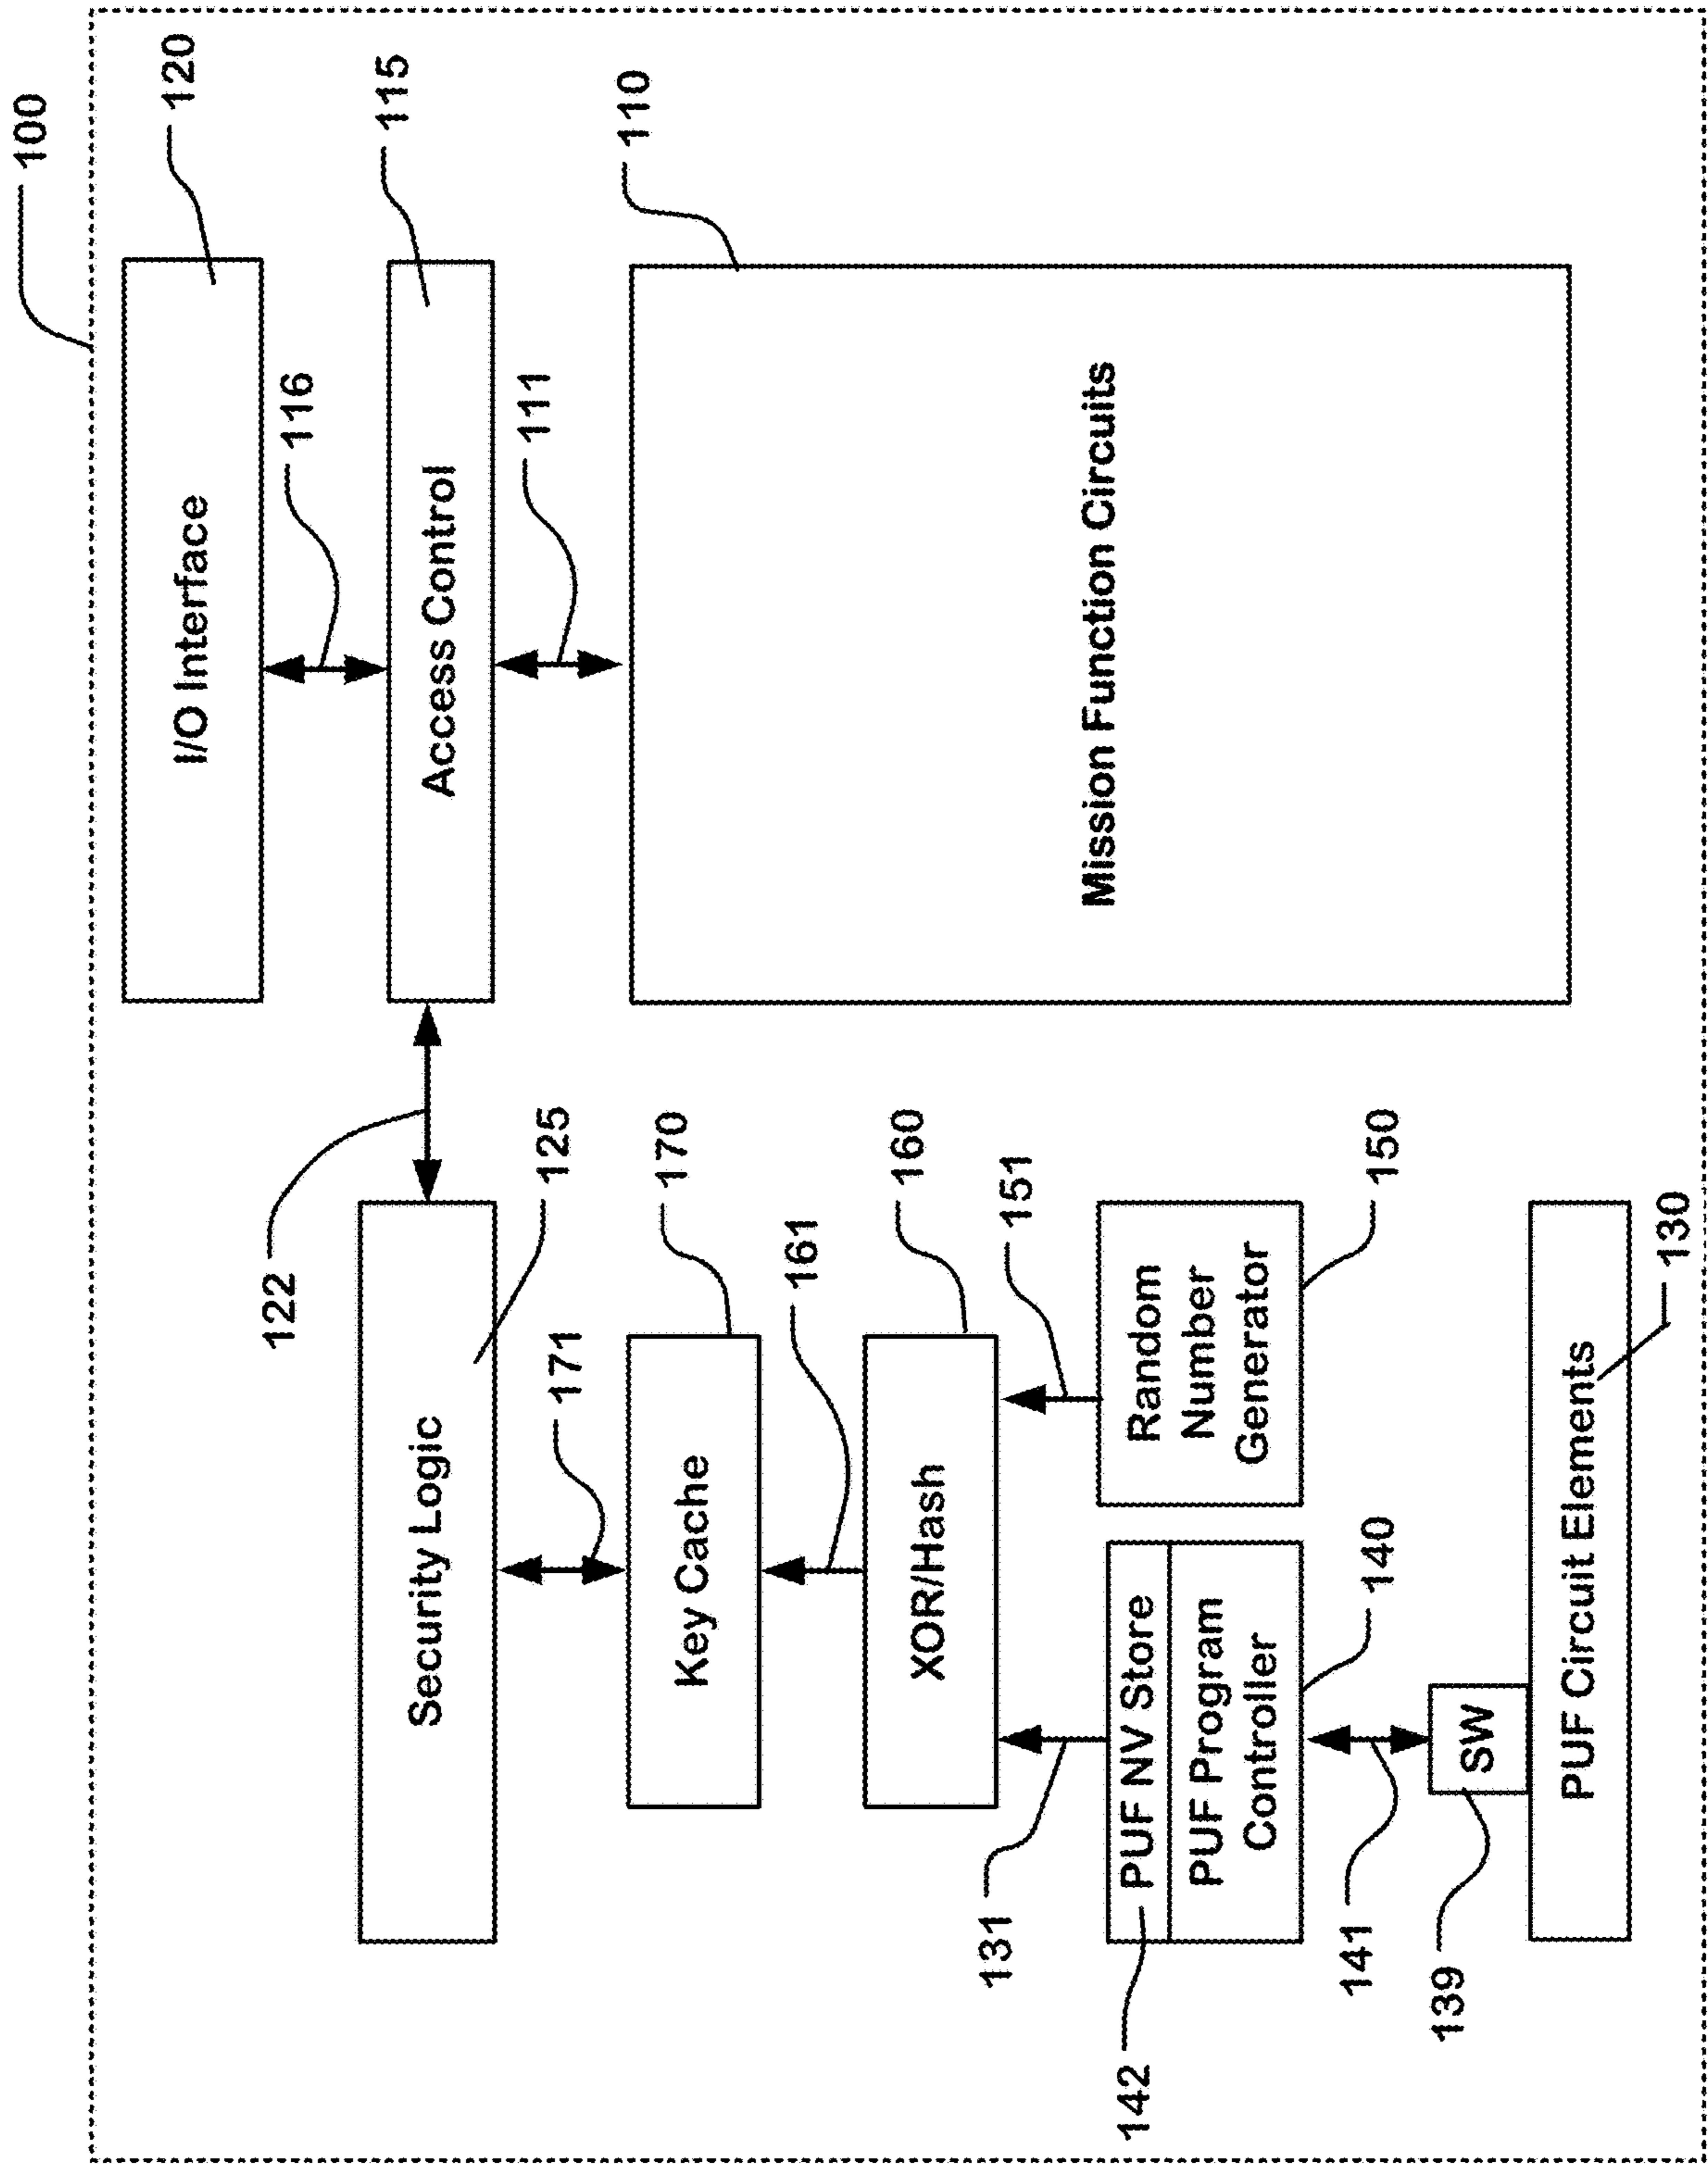 100
120
I/O Interface
116
115
Access Control
111
110
Mission Function Circuits
122
125
Security Logic
171
170
Key Cache
161
160
XOR/Hash
151
150
Random
Number
Generator
131
142
PUF NV Store
PUF Program
Controller
140
141
139
SW
PUF Circuit Elements
130